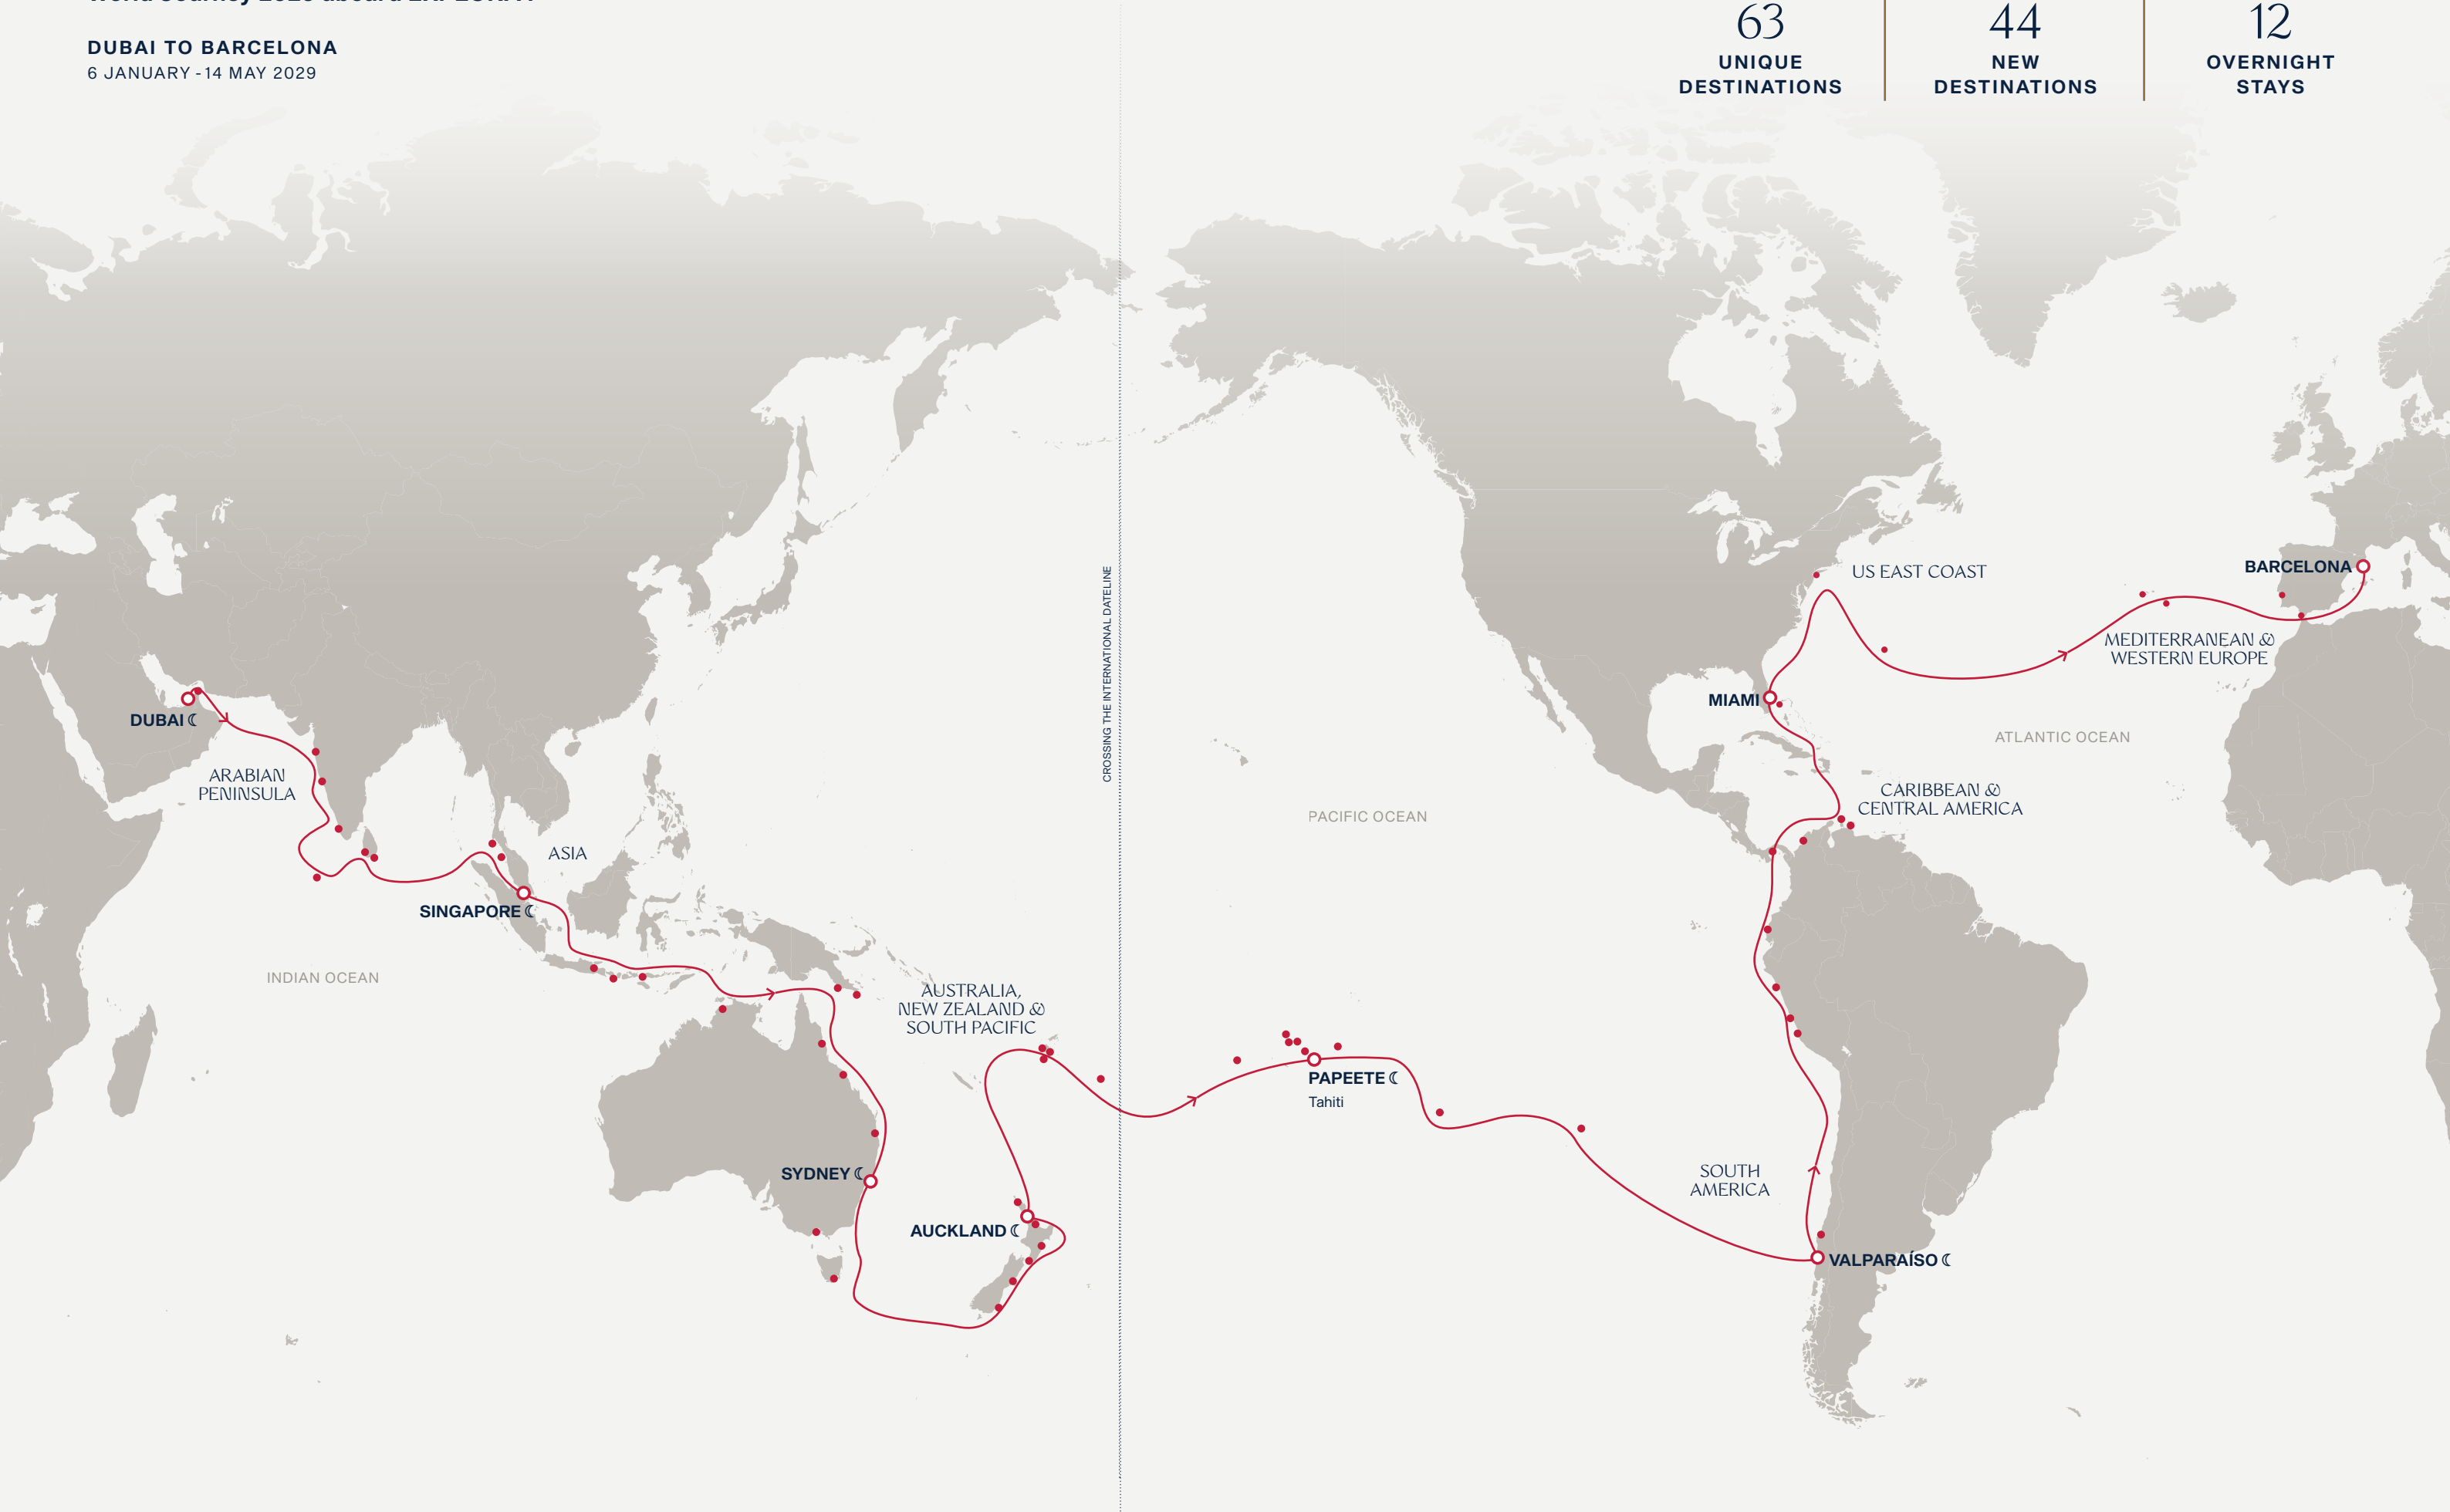 DUBAI TO BARCELONA
6 JANUARY - 14 MAY 2029
63
UNIQUE
DESTINATIONS
44
NEW
DESTINATIONS
12
OVERNIGHT
STAYS
CROSSING THE INTERNATIONAL DATELINE
US EAST COAST
BARCELONA
MEDITERRANEAN &
WESTERN EUROPE
DUBAI
MIAMI
ATLANTIC OCEAN
ARABIAN
PENINSULA
CARIBBEAN &
CENTRAL AMERICA
PACIFIC OCEAN
ASIA
SINGAPORE
INDIAN OCEAN
AUSTRALIA,
NEW ZEALAND &
SOUTH PACIFIC
PAPEETE
Tahiti
SYDNEY
SOUTH
AMERICA
AUCKLAND
VALPARAÍSO